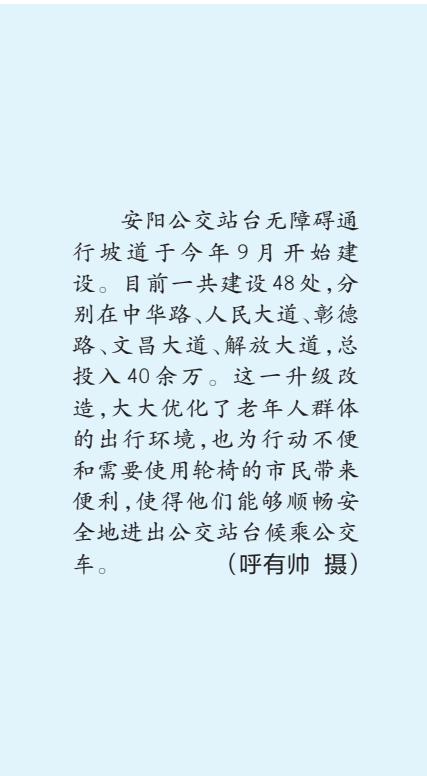 安阳公交站台无障碍通
行坡道于今年9月开始建
设。目前一共建设48处,分
别在中华路、人民大道、彰德
路、文昌大道、解放大道,总
投入40余万。这一升级改
造,大大优化了老年人群体
的出行环境,也为行动不便
和需要使用轮椅的市民带来
便利,使得他们能够顺畅安
全地进出公交站台候乘公交
车。 （呼有帅 摄）